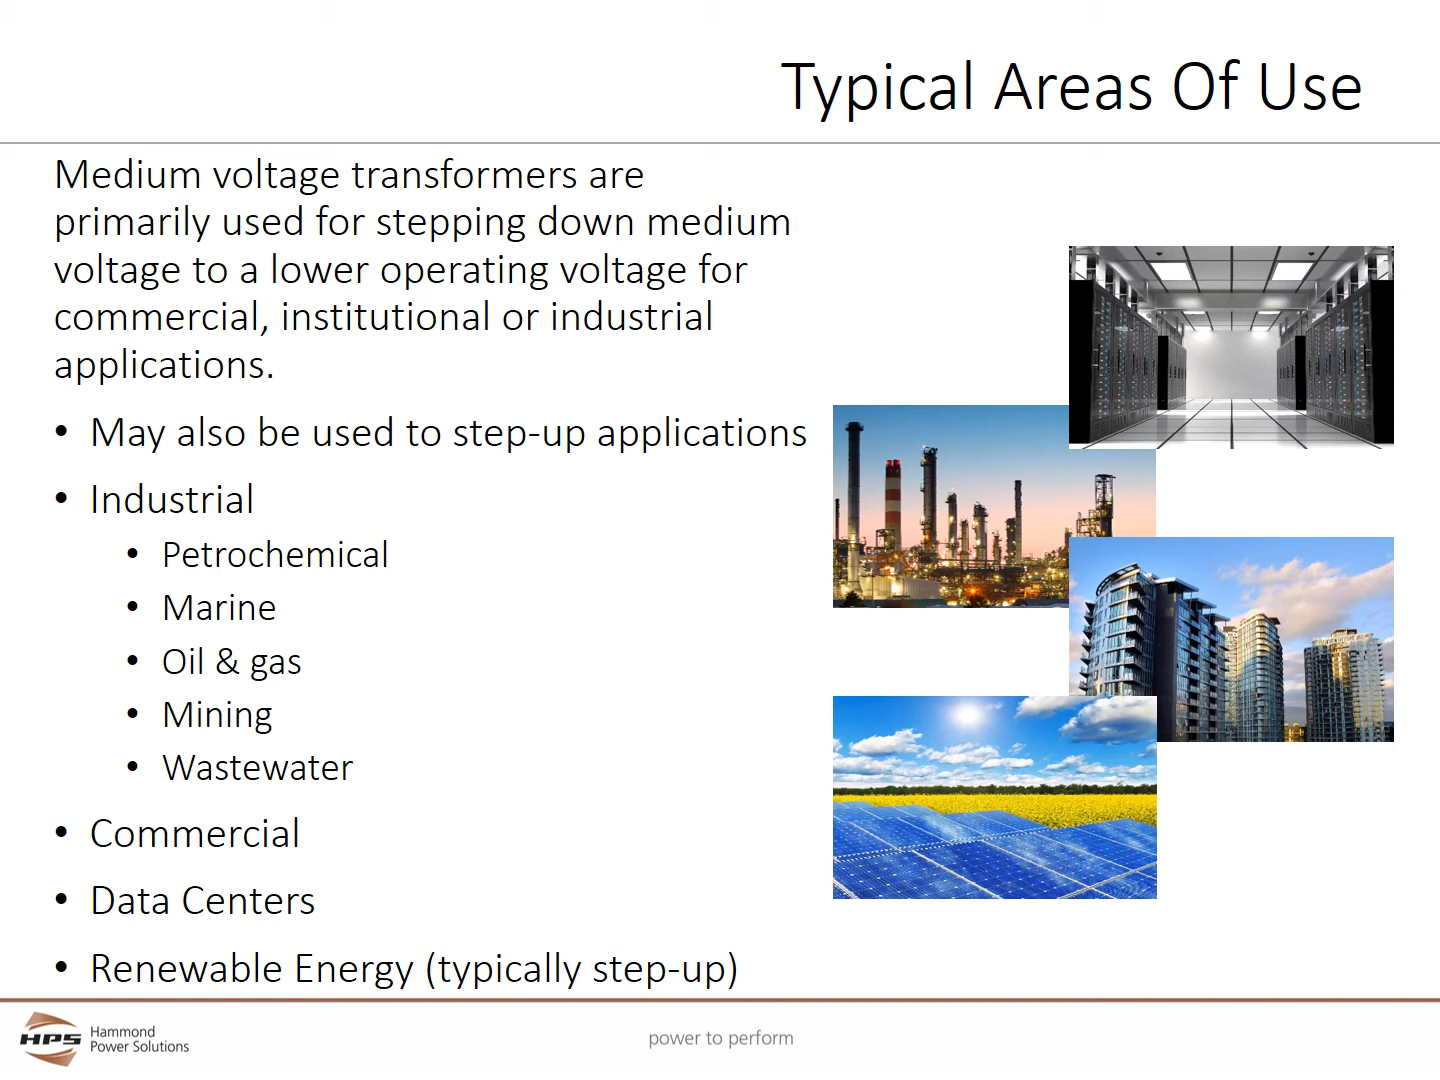 Typical Areas Of Use
Medium voltage transformers are
primarily used for stepping down medium
voltage to a lower operating voltage for
commercial, institutional or industrial
applications.
• May also be used to step-up applications
• Industrial
• Petrochemical
• Marine
• Oil & gas
• Mining
• Wastewater
• Commercial
• Data Centers
• Renewable Energy (typically step-up)
HPS
Hammond
Power Solutions
power to perform